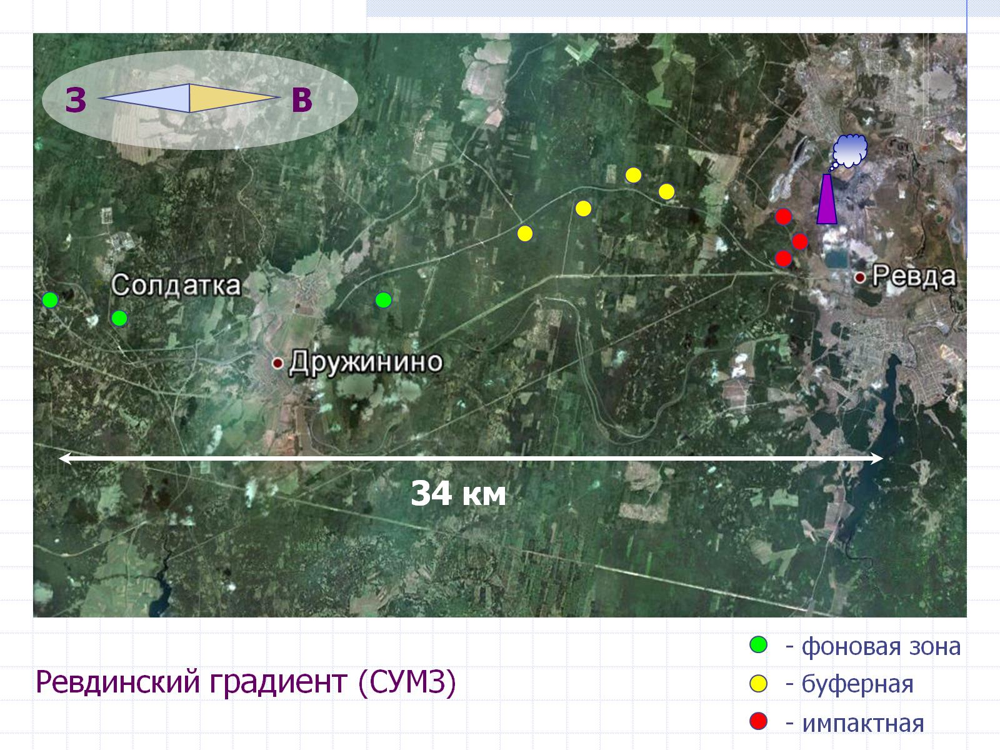 З В
Солдатка
Ревда
Дружинино
34 км
Ревдинский градиент (СУМЗ)
- фоновая зона
- буферная
- импактная